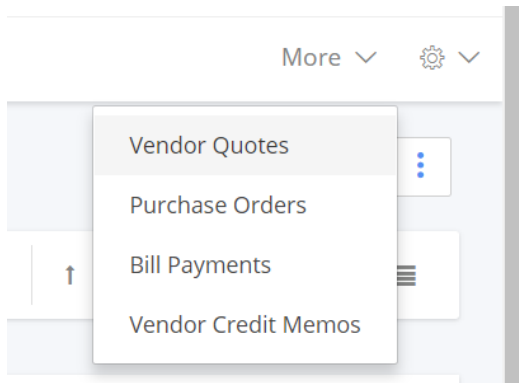 More
Vendor Quotes
Purchase Orders
Bill Payments
Vendor Credit Memos